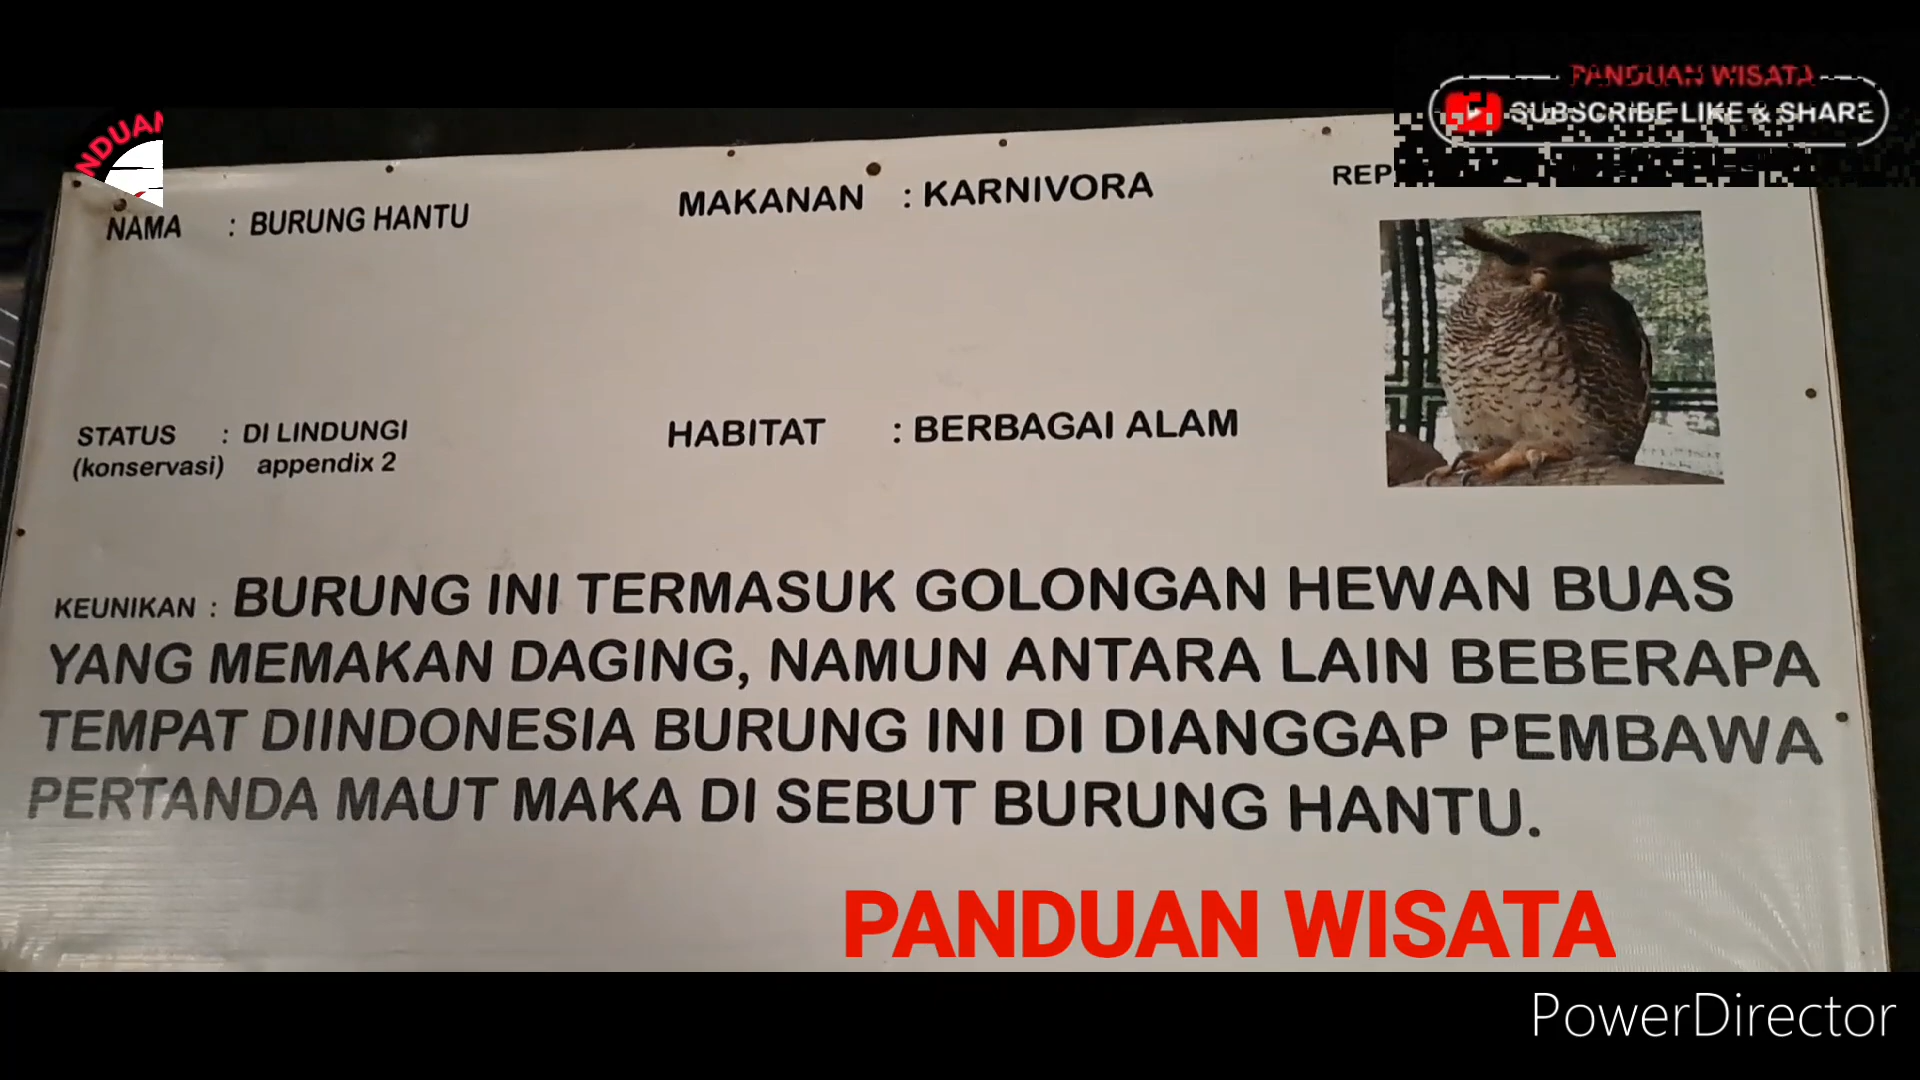 PANDUAN WISATA
SUBSCRIBE LIKE & SHARE
NAMA : BURUNG HANTU
MAKANAN : KARNIVORA
STATUS : DI LINDUNGI
(konservasi) appendix 2
HABITAT : BERBAGAI ALAM
KEUNIKAN : BURUNG INI TERMASUK GOLONGAN HEWAN BUAS
YANG MEMAKAN DAGING, NAMUN ANTARA LAIN BEBERAPA
TEMPAT DIINDONESIA BURUNG INI DI DIANGGAP PEMBAWA
PERTANDA MAUT MAKA DI SEBUT BURUNG HANTU.
PANDUAN WISATA
PowerDirector